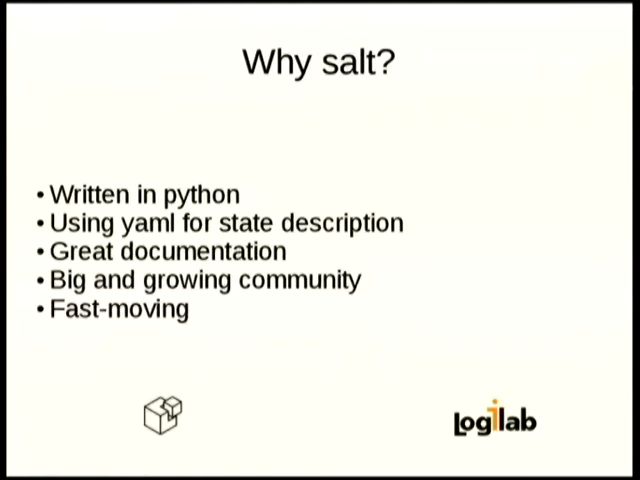 Why salt?
• Written in python
• Using yaml for state description
• Great documentation
• Big and growing community
• Fast-moving
Logilab